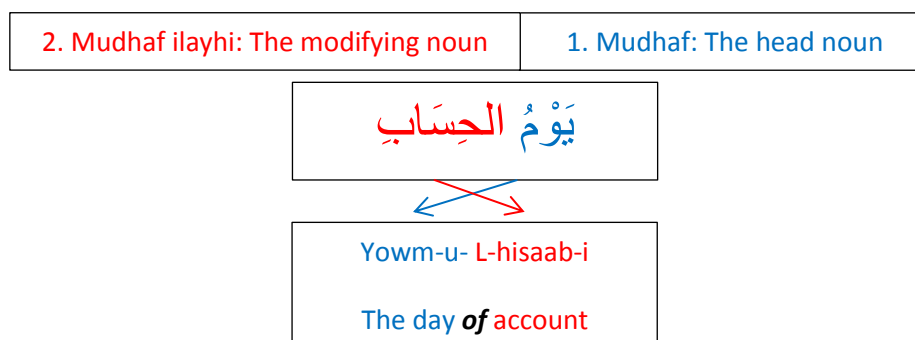 2. Mudhaf ilayhi: The modifying noun
1. Mudhaf: The head noun
يَوْمُ الحِسَابِ
Yowm-u- L-hisaab-i
The day of account